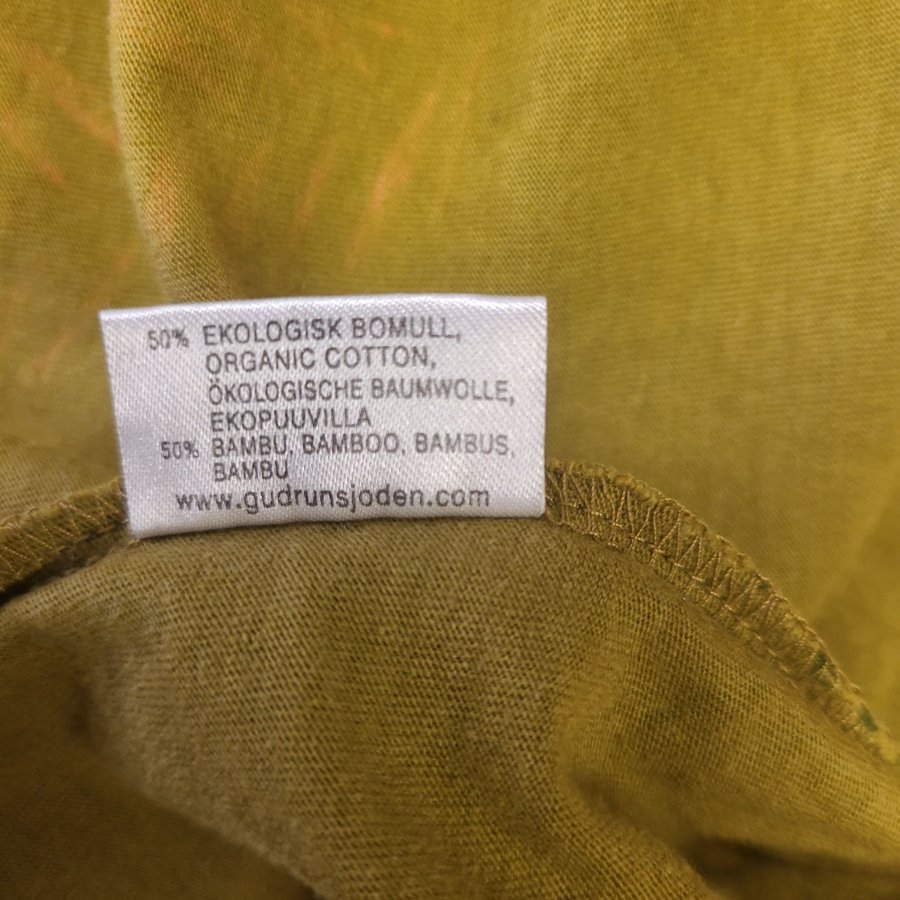 50% EKOLOGISK BOMULL,
ORGANIC COTTON,
ÖKOLOGISCHE BAUMWOLLE,
EKOPUUVILLA
50% BAMBU, BAMBOO, BAMBUS,
BAMBU
www.gudrunsjoden.com